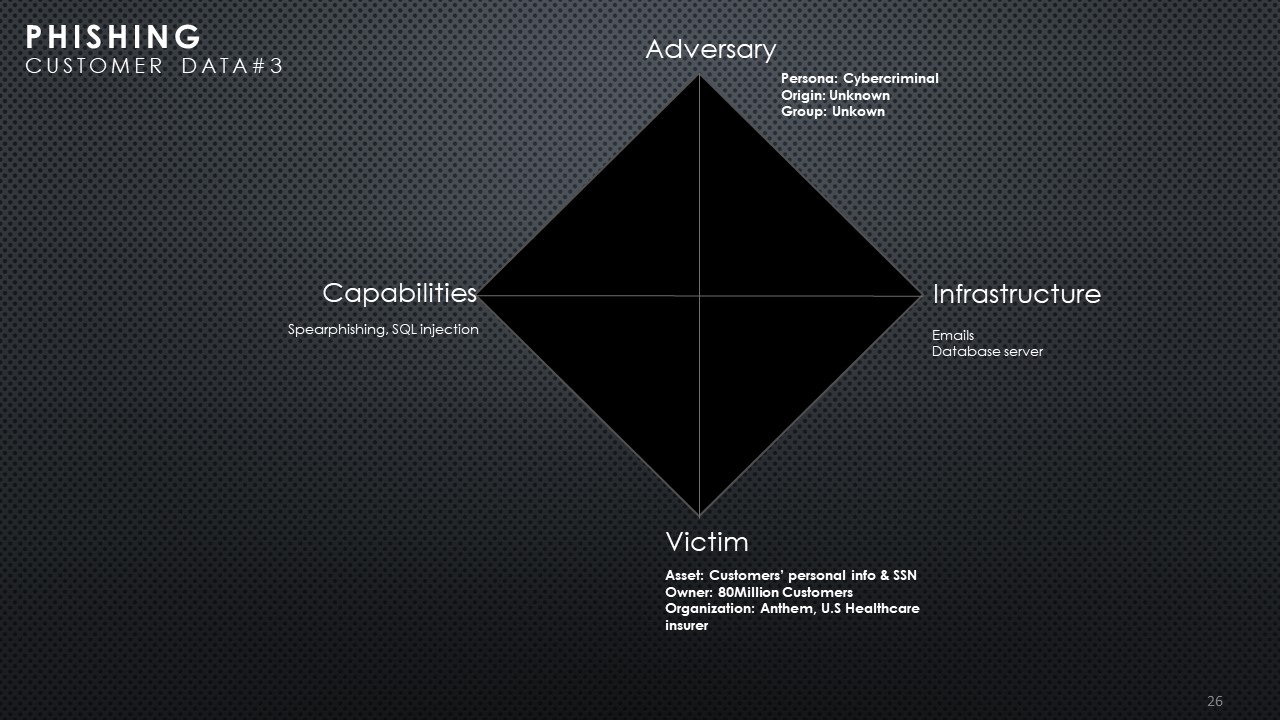 PHISHING
CUSTOMER DATA#3
Adversary
Persona: Cybercriminal
Origin: Unknown
Group: Unkown
Capabilities
Spearphishing, SQL injection
Infrastructure
Emails
Database server
Victim
Asset: Customers' personal info & SSN
Owner: 80Million Customers
Organization: Anthem, U.S Healthcare
insurer
26